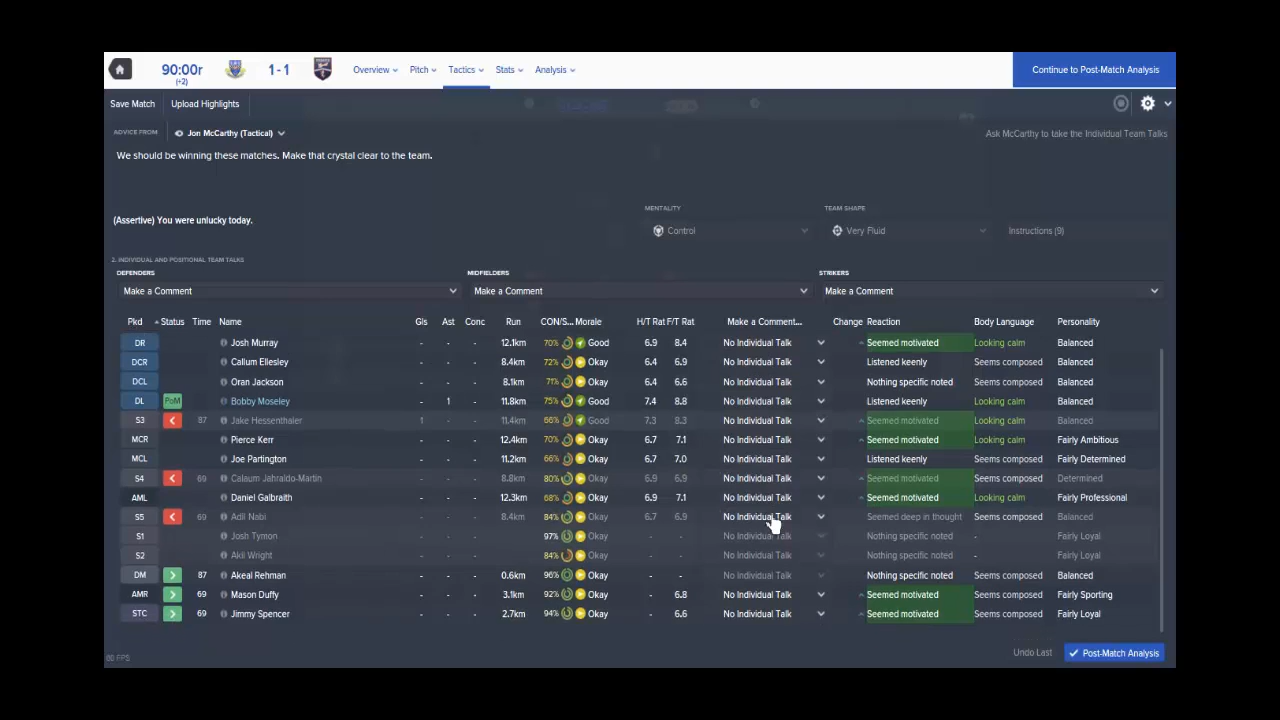 90:00r 1 - 1 Overview Pitch Tactics Stats Analysis Continue to Post-Match Analysis
(+2)
Save Match Upload Highlights
ADVICE FROM Jon McCarthy (Tactical) Ask McCarthy to take the Individual Team Talks
We should be winning these matches. Make that crystal clear to the team.
MENTALITY TEAM SHAPE
(Assertive) You were unlucky today.
Control Very Fluid Instructions (9)
2. INDIVIDUAL AND POSITIONAL TEAM TALKS
DEFENDERS MIDFIELDERS STRIKERS
Make a Comment Make a Comment Make a Comment
Pkd Status Time Name Gls Ast Conc Run CON/S... Morale H/T Rat F/T Rat Make a Comment... Change Reaction Body Language Personality
DR Josh Murray - - - 12.1km 70% Good 6.9 8.4 No Individual Talk Seemed motivated Looking calm Balanced
DCR Callum Ellesley - - - 8.4km 72% Okay 6.4 6.9 No Individual Talk Listened keenly Seems composed Balanced
DCL Oran Jackson - - - 8.1km 71% Okay 6.4 6.6 No Individual Talk Nothing specific noted Seems composed Balanced
DL PoM Bobby Moseley - 1 - 11.8km 75% Good 7.4 8.8 No Individual Talk Listened keenly Looking calm Balanced
S3 87 Jake Hessenthaler 1 - - 11.4km 66% Good 7.3 8.3 No Individual Talk Seemed motivated Looking calm Balanced
MCR Pierce Kerr - - - 12.4km 70% Okay 6.7 7.1 No Individual Talk Seemed motivated Looking calm Fairly Ambitious
MCL Joe Partington - - - 11.2km 66% Okay 6.7 7.0 No Individual Talk Listened keenly Seems composed Fairly Determined
S4 69 Calaum Jahraldo-Martin - - - 8.8km 80% Okay 6.9 6.9 No Individual Talk Seemed motivated Seems composed Determined
AML Daniel Galbraith - - - 12.3km 68% Okay 6.9 7.1 No Individual Talk Seemed motivated Looking calm Fairly Professional
S5 69 Adil Nabi - - - 8.4km 84% Okay 6.7 6.9 No Individual Talk Seemed deep in thought Seems composed Balanced
S1 Josh Tymon - - - 97% Okay - - No Individual Talk Nothing specific noted - Fairly Loyal
S2 Akil Wright - - - 84% Okay - - No Individual Talk Nothing specific noted - Fairly Loyal
DM 87 Akeal Rehman - - - 0.6km 96% Okay - - No Individual Talk Nothing specific noted Seems composed Balanced
AMR 69 Mason Duffy - - - 3.1km 92% Okay - 6.8 No Individual Talk Seemed motivated Seems composed Fairly Sporting
STC 69 Jimmy Spencer - - - 2.7km 94% Okay - 6.6 No Individual Talk Seemed motivated Seems composed Fairly Loyal
Undo Last Post-Match Analysis
60 FPS